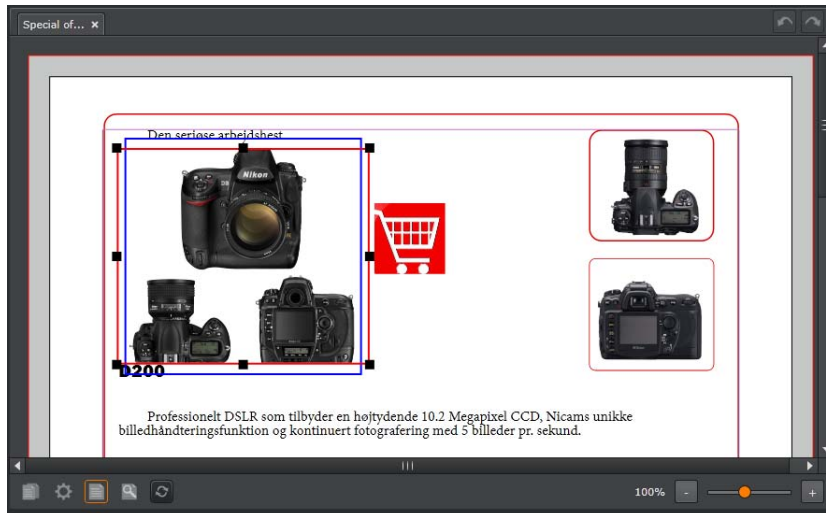 Special of... ×
Den seriøse arbejdshest
Nikon
D200
Professionelt DSLR som tilbyder en højtydende 10.2 Megapixel CCD, Nicams unikke
billedhåndteringsfunktion og kontinuert fotografering med 5 billeder pr. sekund.
100% - +